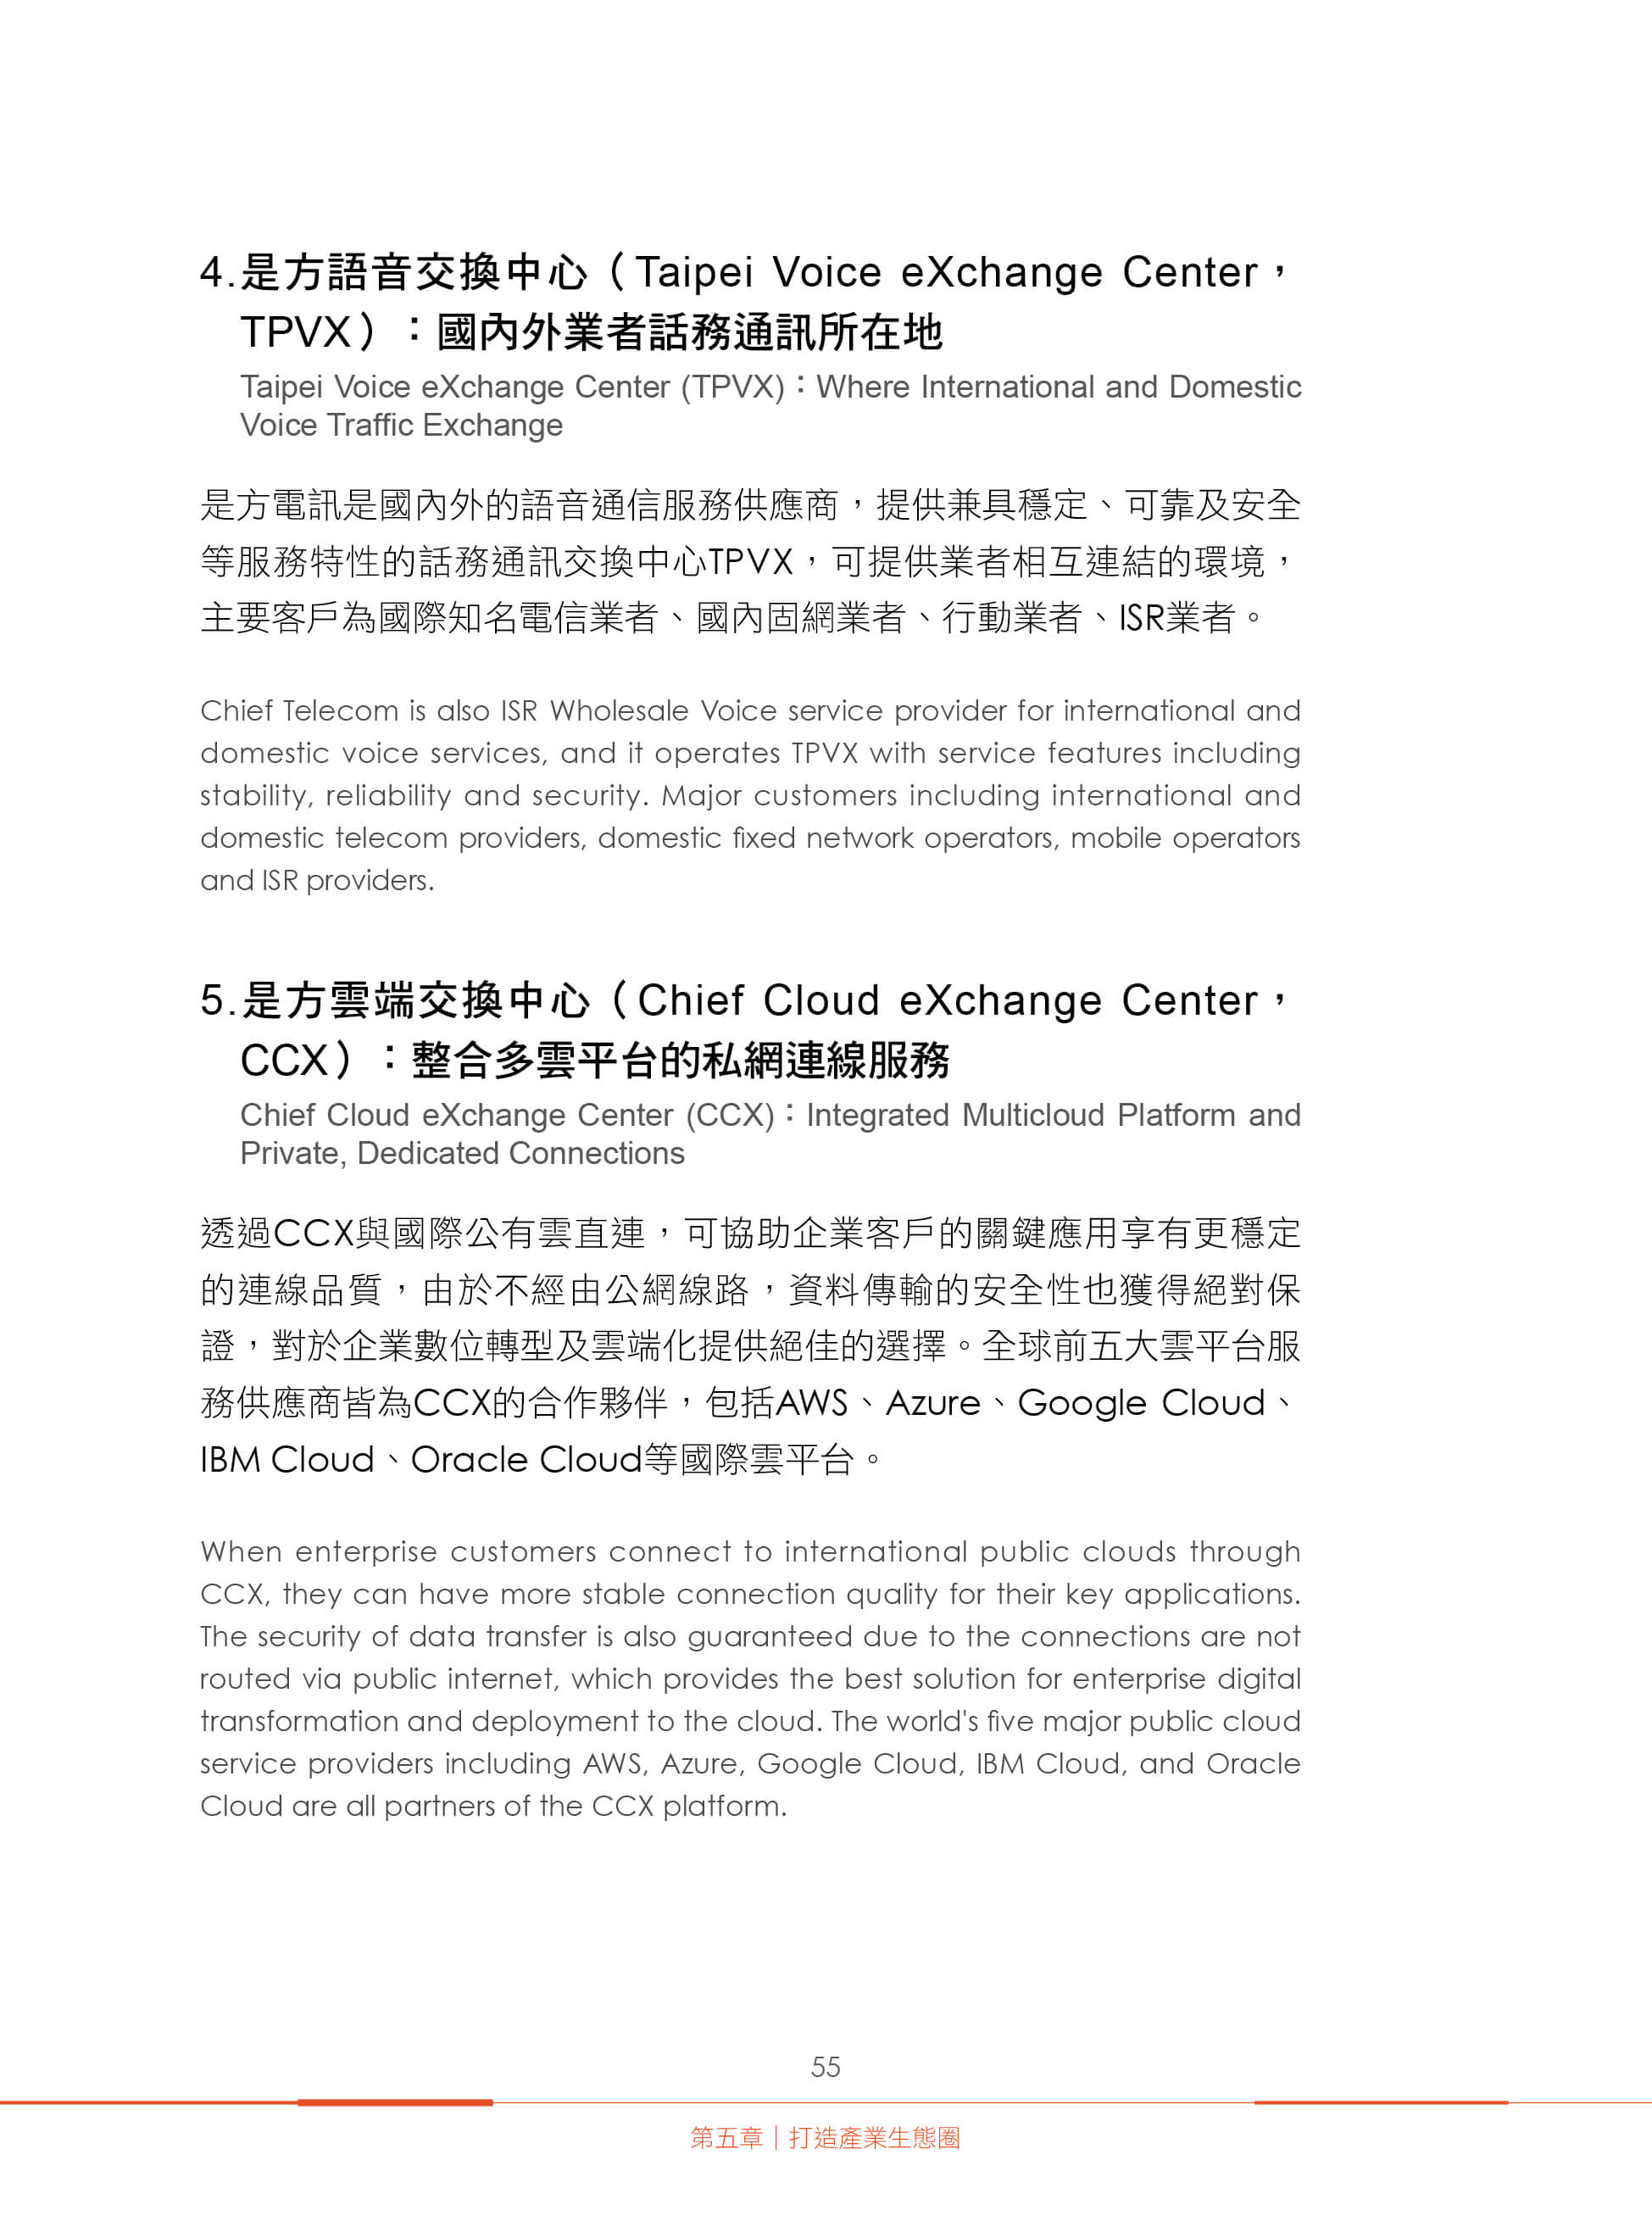 4.是方語音交換中心（Taipei Voice eXchange Center，
TPVX）：國內外業者話務通訊所在地
Taipei Voice eXchange Center (TPVX)：Where International and Domestic
Voice Traffic Exchange
是方電訊是國內外的語音通信服務供應商，提供兼具穩定、可靠及安全
等服務特性的話務通訊交換中心TPVX，可提供業者相互連結的環境，
主要客戶為國際知名電信業者、國內固網業者、行動業者、ISR業者。
Chief Telecom is also ISR Wholesale Voice service provider for international and
domestic voice services, and it operates TPVX with service features including
stability, reliability and security. Major customers including international and
domestic telecom providers, domestic fixed network operators, mobile operators
and ISR providers.
5.是方雲端交換中心（Chief Cloud eXchange Center，
CCX）：整合多雲平台的私網連線服務
Chief Cloud eXchange Center (CCX)：Integrated Multicloud Platform and
Private, Dedicated Connections
透過CCX與國際公有雲直連，可協助企業客戶的關鍵應用享有更穩定
的連線品質，由於不經由公網線路，資料傳輸的安全性也獲得絕對保
證，對於企業數位轉型及雲端化提供絕佳的選擇。全球前五大雲平台服
務供應商皆為CCX的合作夥伴，包括AWS、Azure、Google Cloud、
IBM Cloud、Oracle Cloud等國際雲平台。
When enterprise customers connect to international public clouds through
CCX, they can have more stable connection quality for their key applications.
The security of data transfer is also guaranteed due to the connections are not
routed via public internet, which provides the best solution for enterprise digital
transformation and deployment to the cloud. The world's five major public cloud
service providers including AWS, Azure, Google Cloud, IBM Cloud, and Oracle
Cloud are all partners of the CCX platform.
55
第五章｜打造產業生態圈